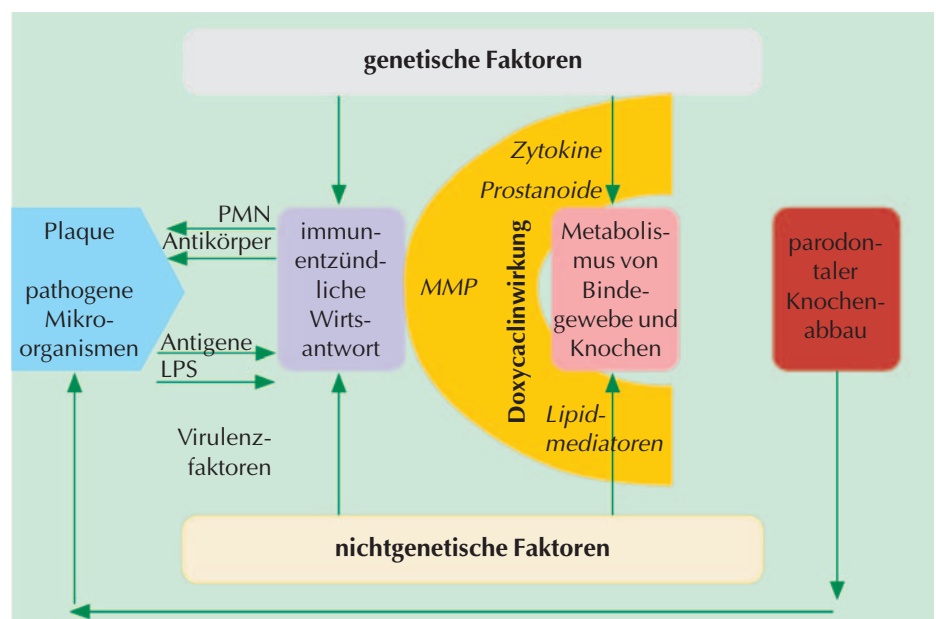 genetische Faktoren
Zytokine
Prostanoide
PMN
Antikörper
Plaque
pathogene
Mikro-
organismen
Antigene
LPS
Virulenz-
faktoren
immun-
entzünd-
liche
Wirts-
antwort
MMP
Doxycaclinwirkung
Metabolis-
mus von
Binde-
gewebe und
Knochen
Lipid-
mediatoren
parodon-
taler
Knochen-
abbau
nichtgenetische Faktoren